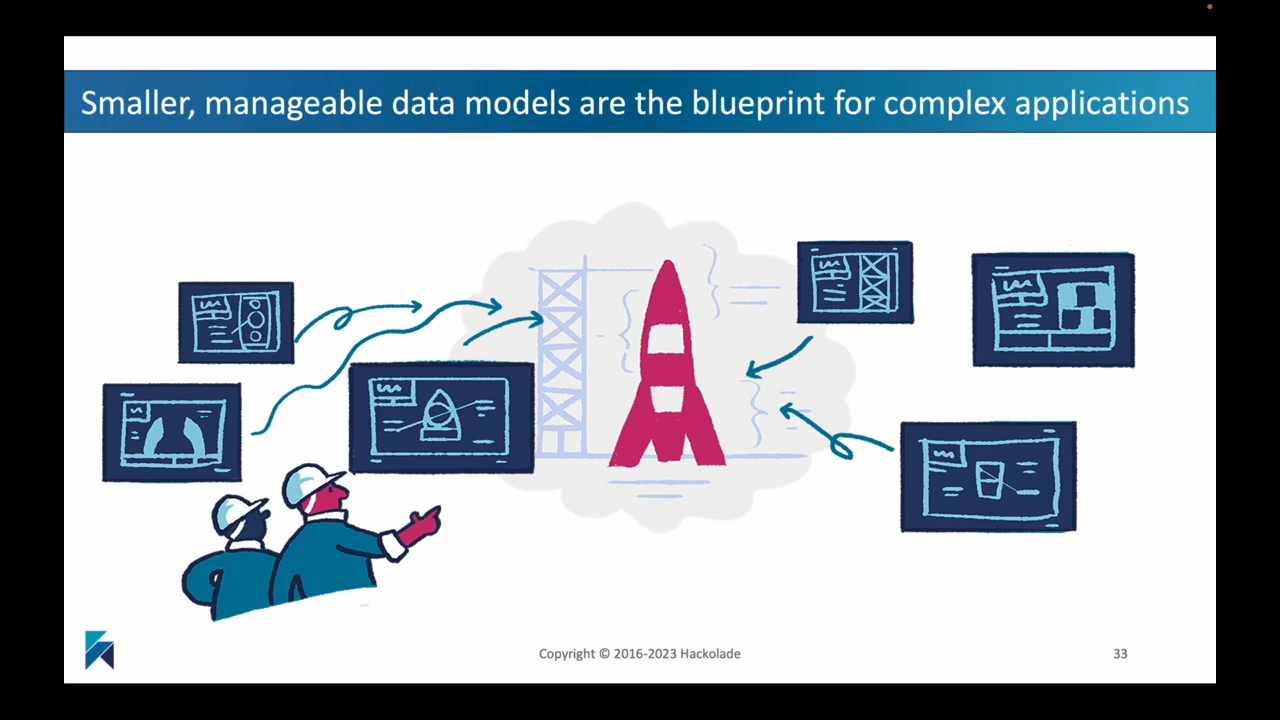 Smaller, manageable data models are the blueprint for complex applications
Copyright © 2016-2023 Hackolade
33